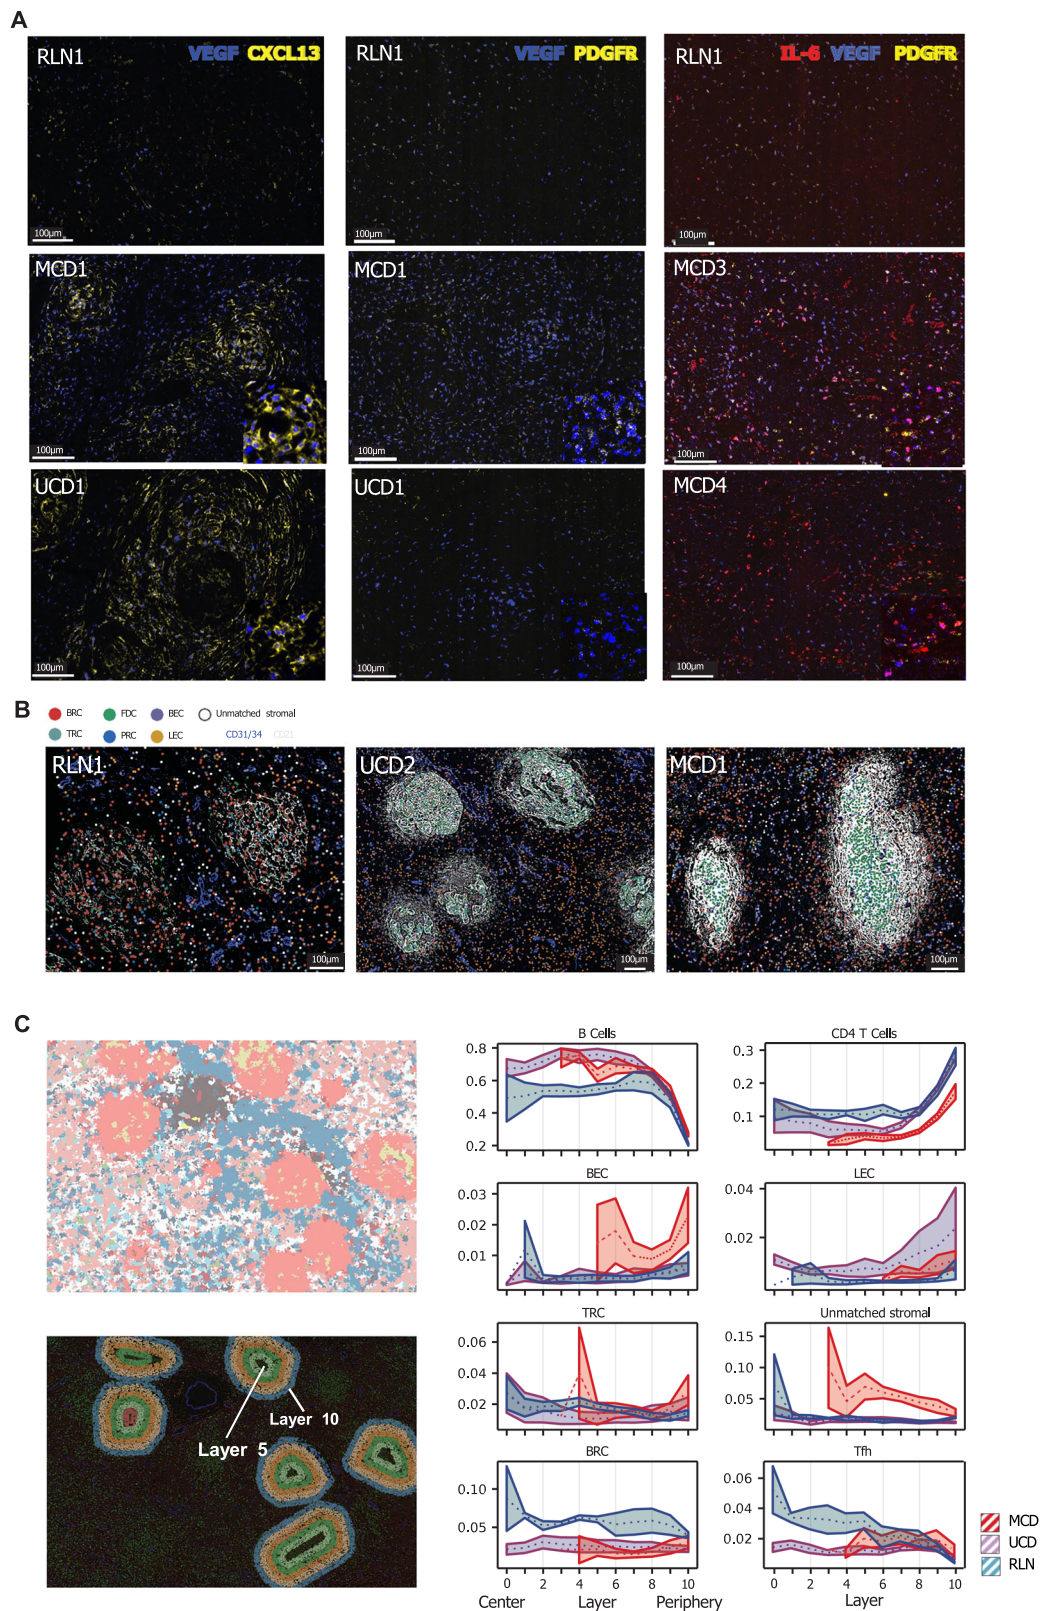 A
RLN1 VEGF CXCL13
100µm
RLN1 VEGF PDGFR
100µm
RLN1 IL-6 VEGF PDGFR
100µm
MCD1
100µm
MCD1
100µm
MCD3
100µm
UCD1
100µm
UCD1
100µm
MCD4
100µm
B
BRC FDC BEC Unmatched stromal
TRC PRC LEC CD31/34 CD21
RLN1
100µm
UCD2
100µm
MCD1
100µm
C
Layer 10
Layer 5
B Cells
0.8
0.6
0.4
0.2
CD4 T Cells
0.3
0.2
0.1
BEC
0.03
0.02
0.01
LEC
0.04
0.02
TRC
0.06
0.04
0.02
Unmatched stromal
0.15
0.10
0.05
BRC
0.10
0.05
0 2 4 6 8 10
Center Layer Periphery
Tfh
0.06
0.04
0.02
0 2 4 6 8 10
Layer
MCD
UCD
RLN